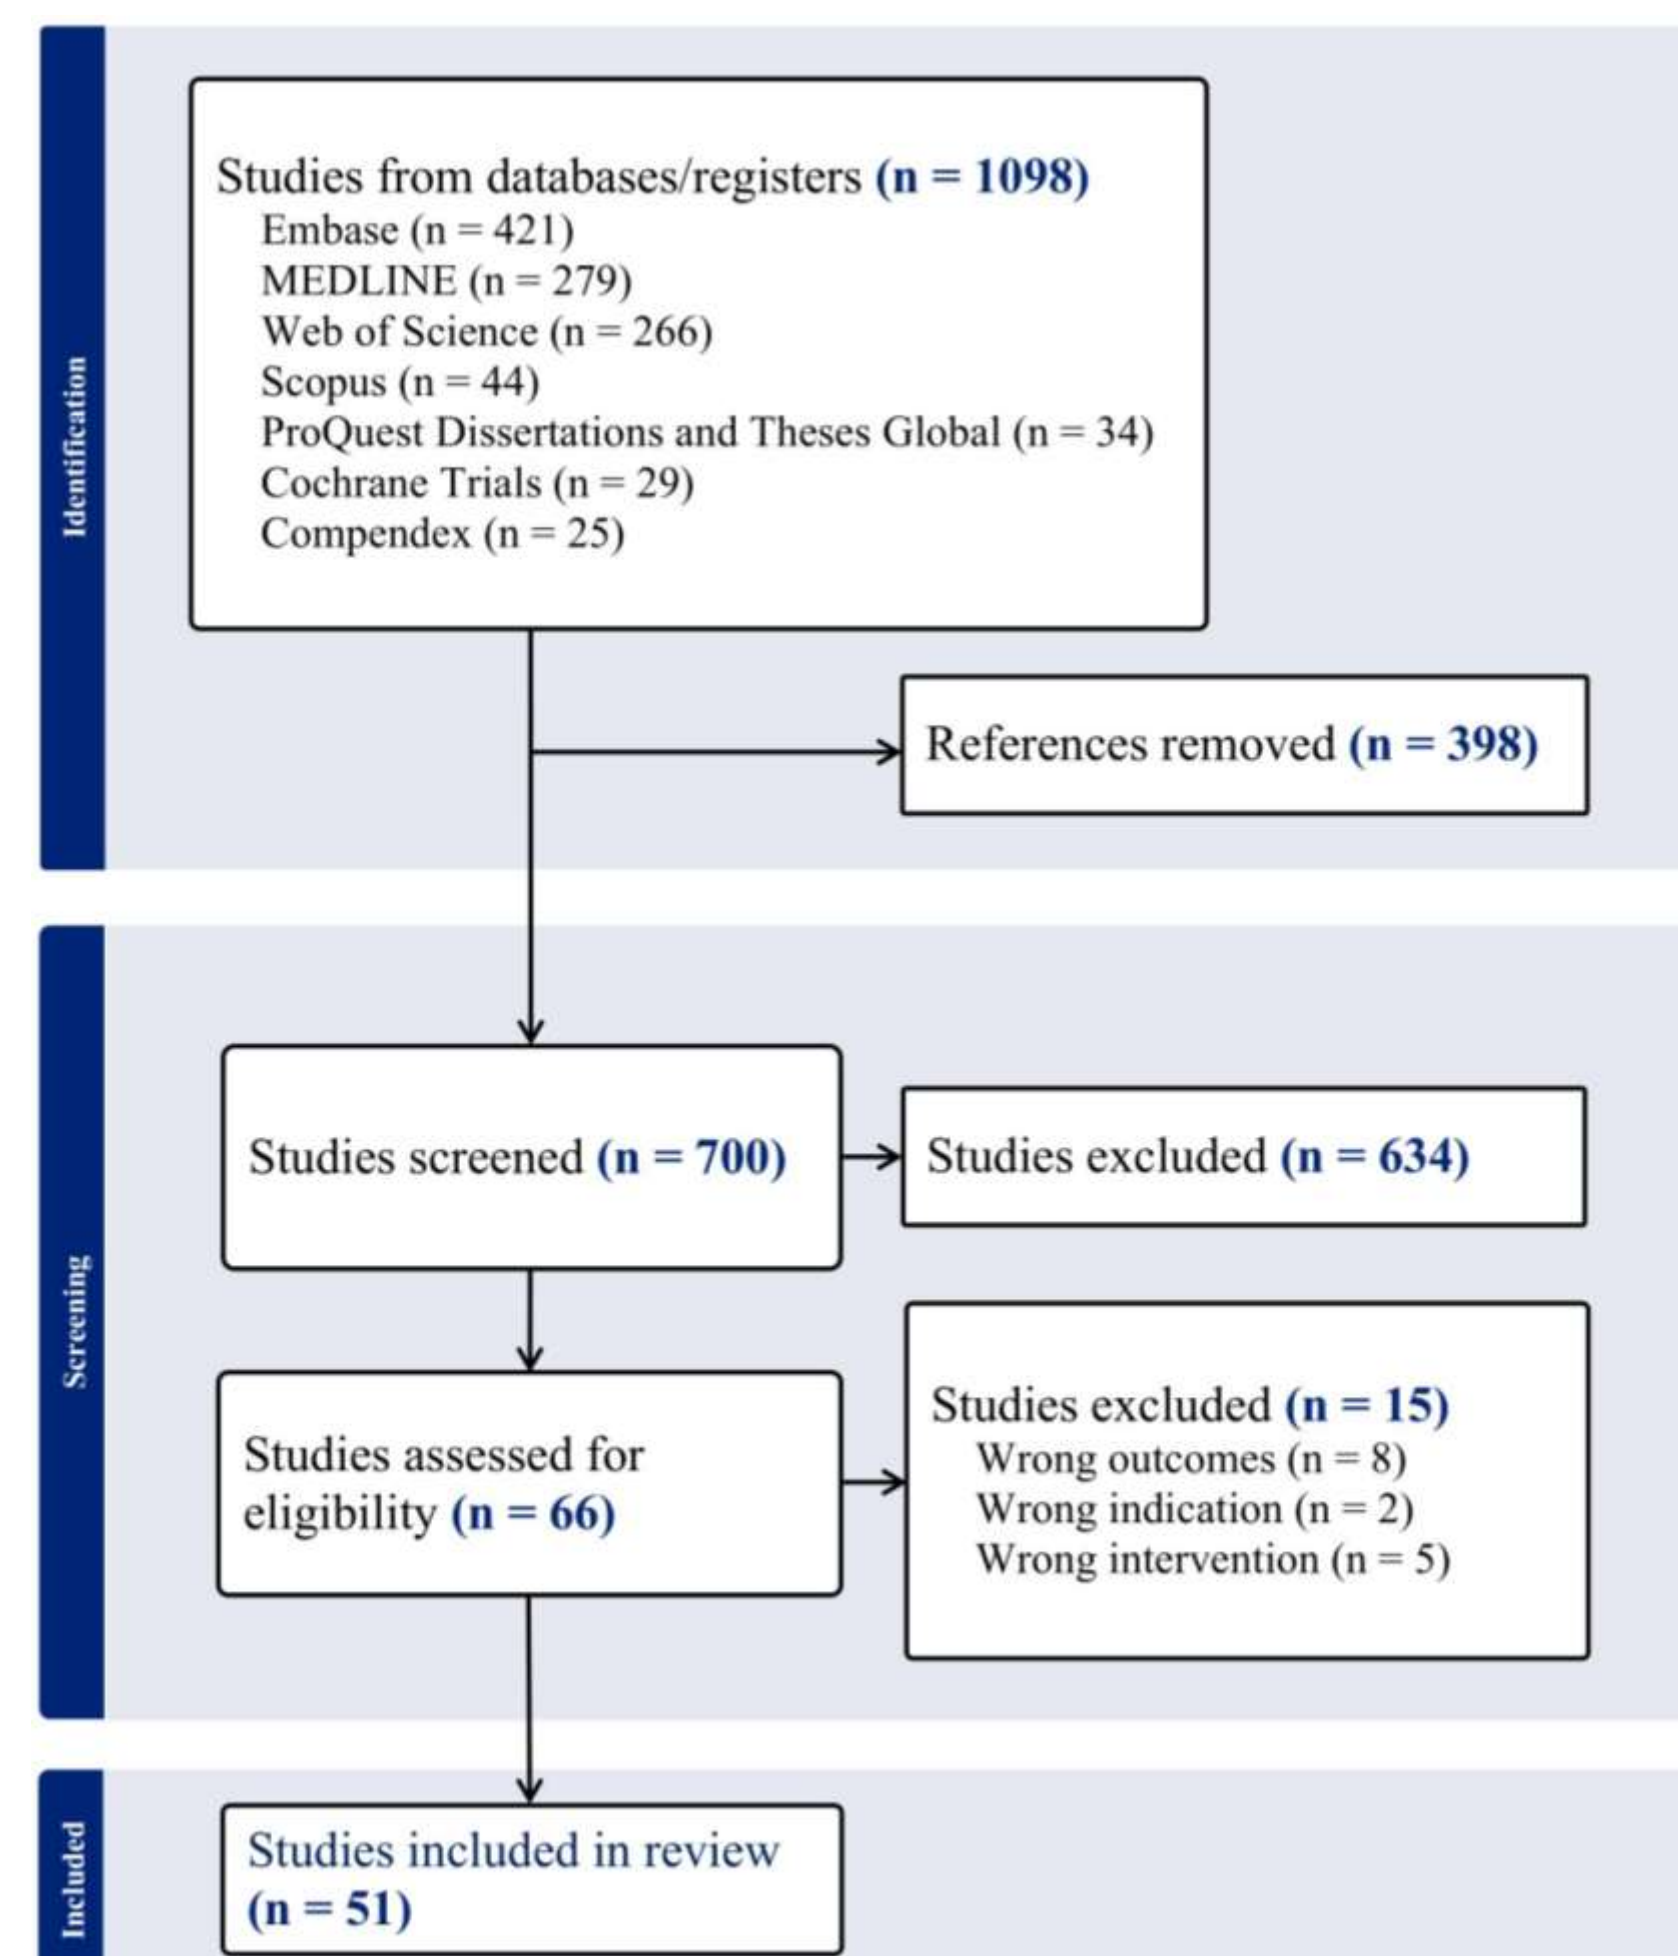 Identification
Studies from databases/registers (n = 1098)
Embase (n = 421)
MEDLINE (n = 279)
Web of Science (n = 266)
Scopus (n = 44)
ProQuest Dissertations and Theses Global (n = 34)
Cochrane Trials (n = 29)
Compendex (n = 25)
References removed (n = 398)
Screening
Studies screened (n = 700)
Studies excluded (n = 634)
Studies assessed for
eligibility (n = 66)
Studies excluded (n = 15)
Wrong outcomes (n = 8)
Wrong indication (n = 2)
Wrong intervention (n = 5)
Included
Studies included in review
(n = 51)